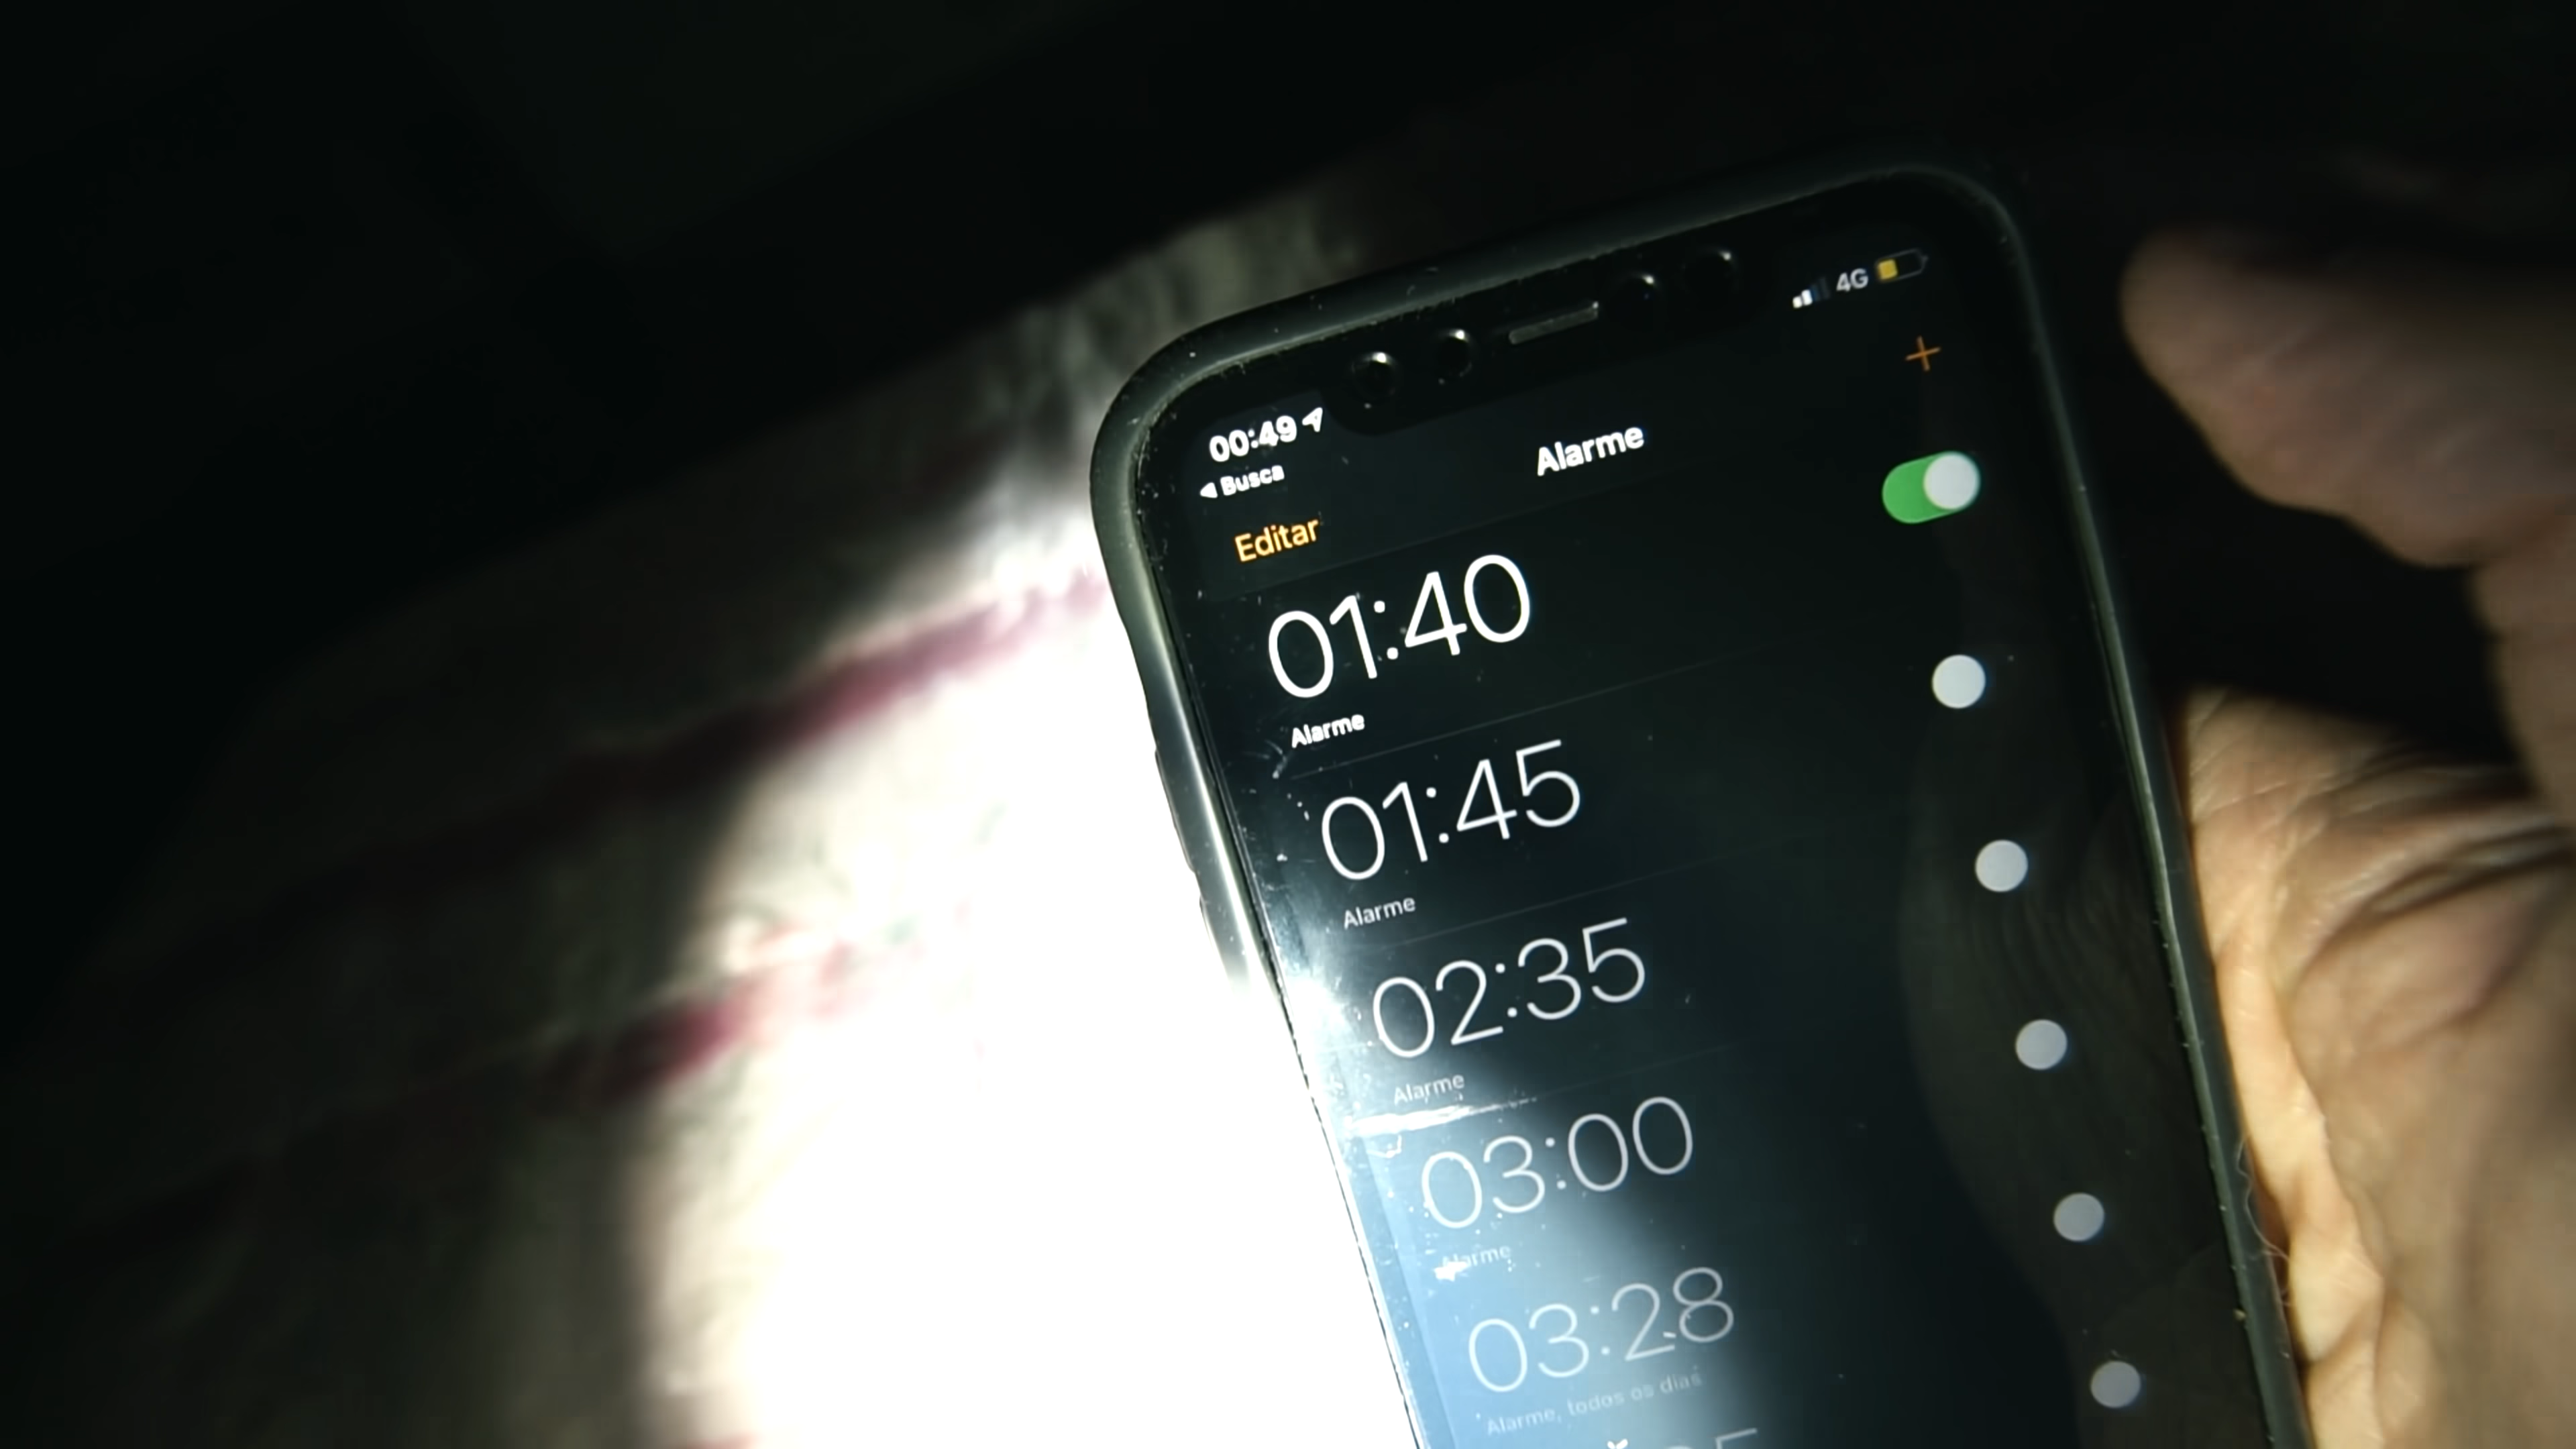 00:49
4G
◀ Busca
Alarme
Editar
+
01:40
Alarme
01:45
Alarme
02:35
Alarme
03:00
Alarme
03:28
Alarme, todos os dias